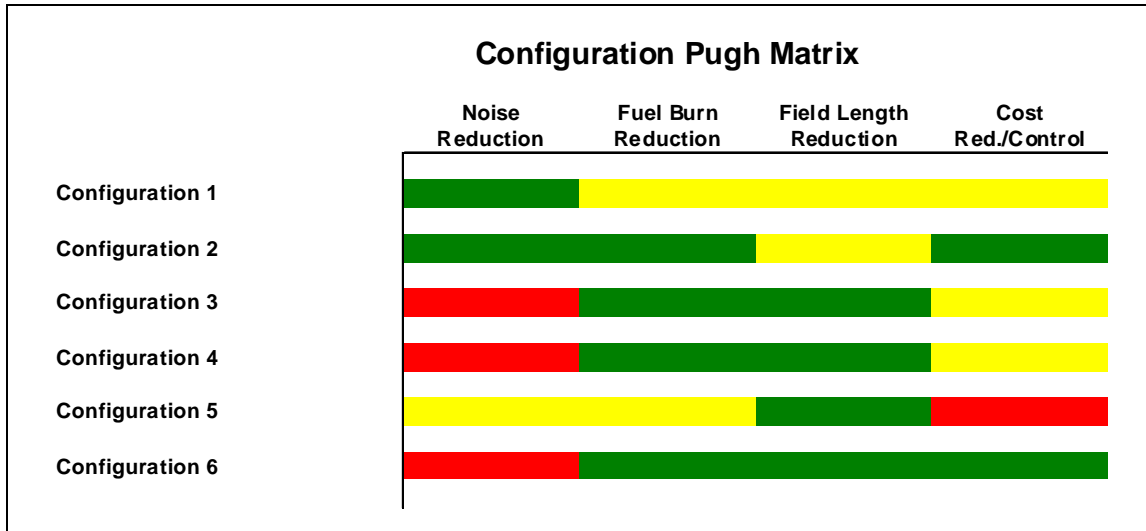 Configuration Pugh Matrix
Noise Fuel Burn Field Length Cost
Reduction Reduction Reduction Red./Control
Configuration 1
Configuration 2
Configuration 3
Configuration 4
Configuration 5
Configuration 6